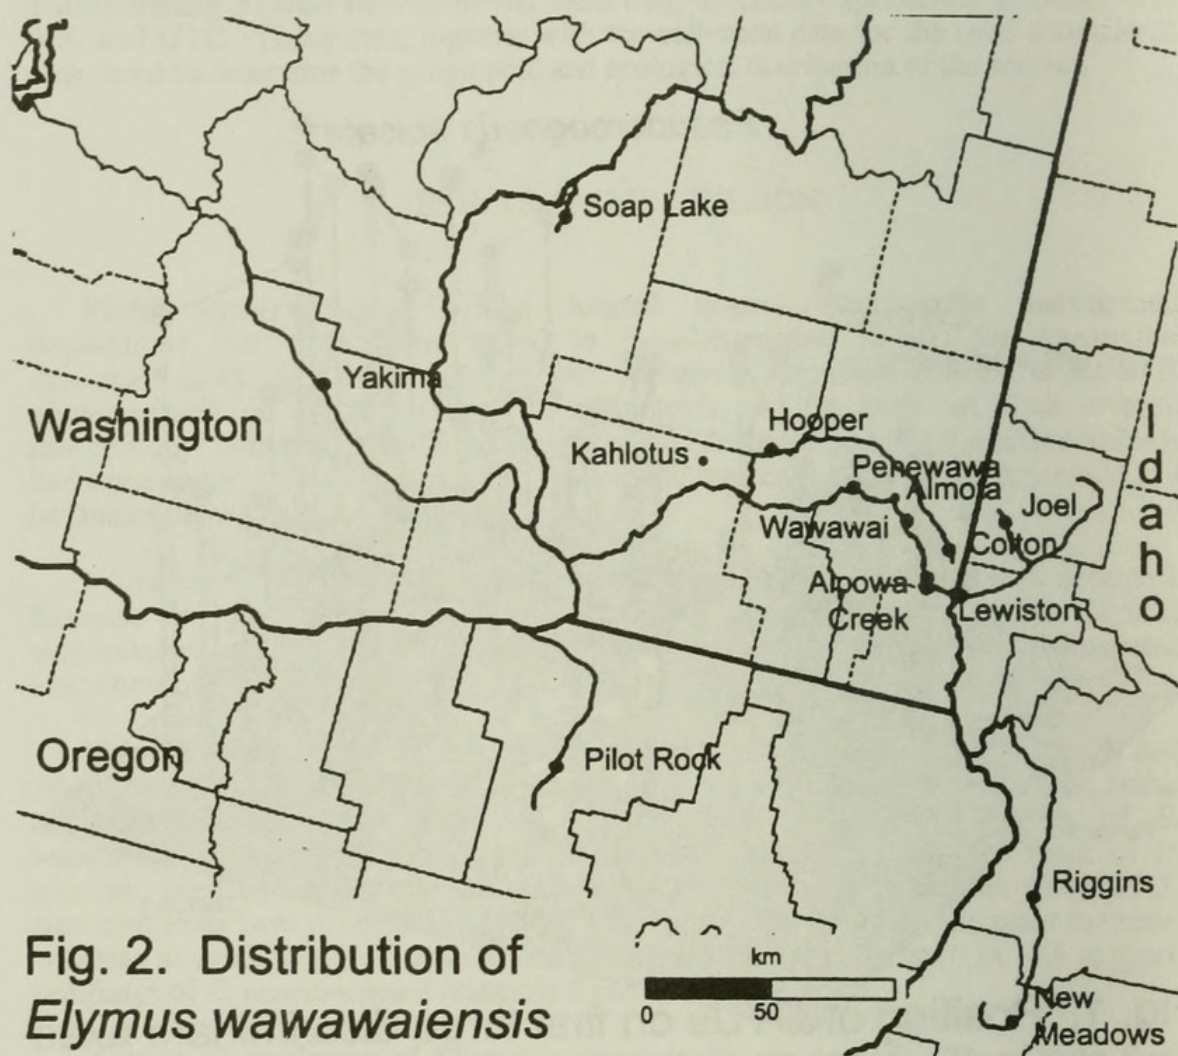 Soap Lake
Yakima
Washington
Hooper
Kahlotus
Penewawa
Almota
Joel
Wawawai
Colton
Alpowa
Creek
Lewiston
Idaho
Oregon
Pilot Rock
Riggins
Fig. 2. Distribution of
Elymus wawawaiensis
km
0
50
New
Meadows